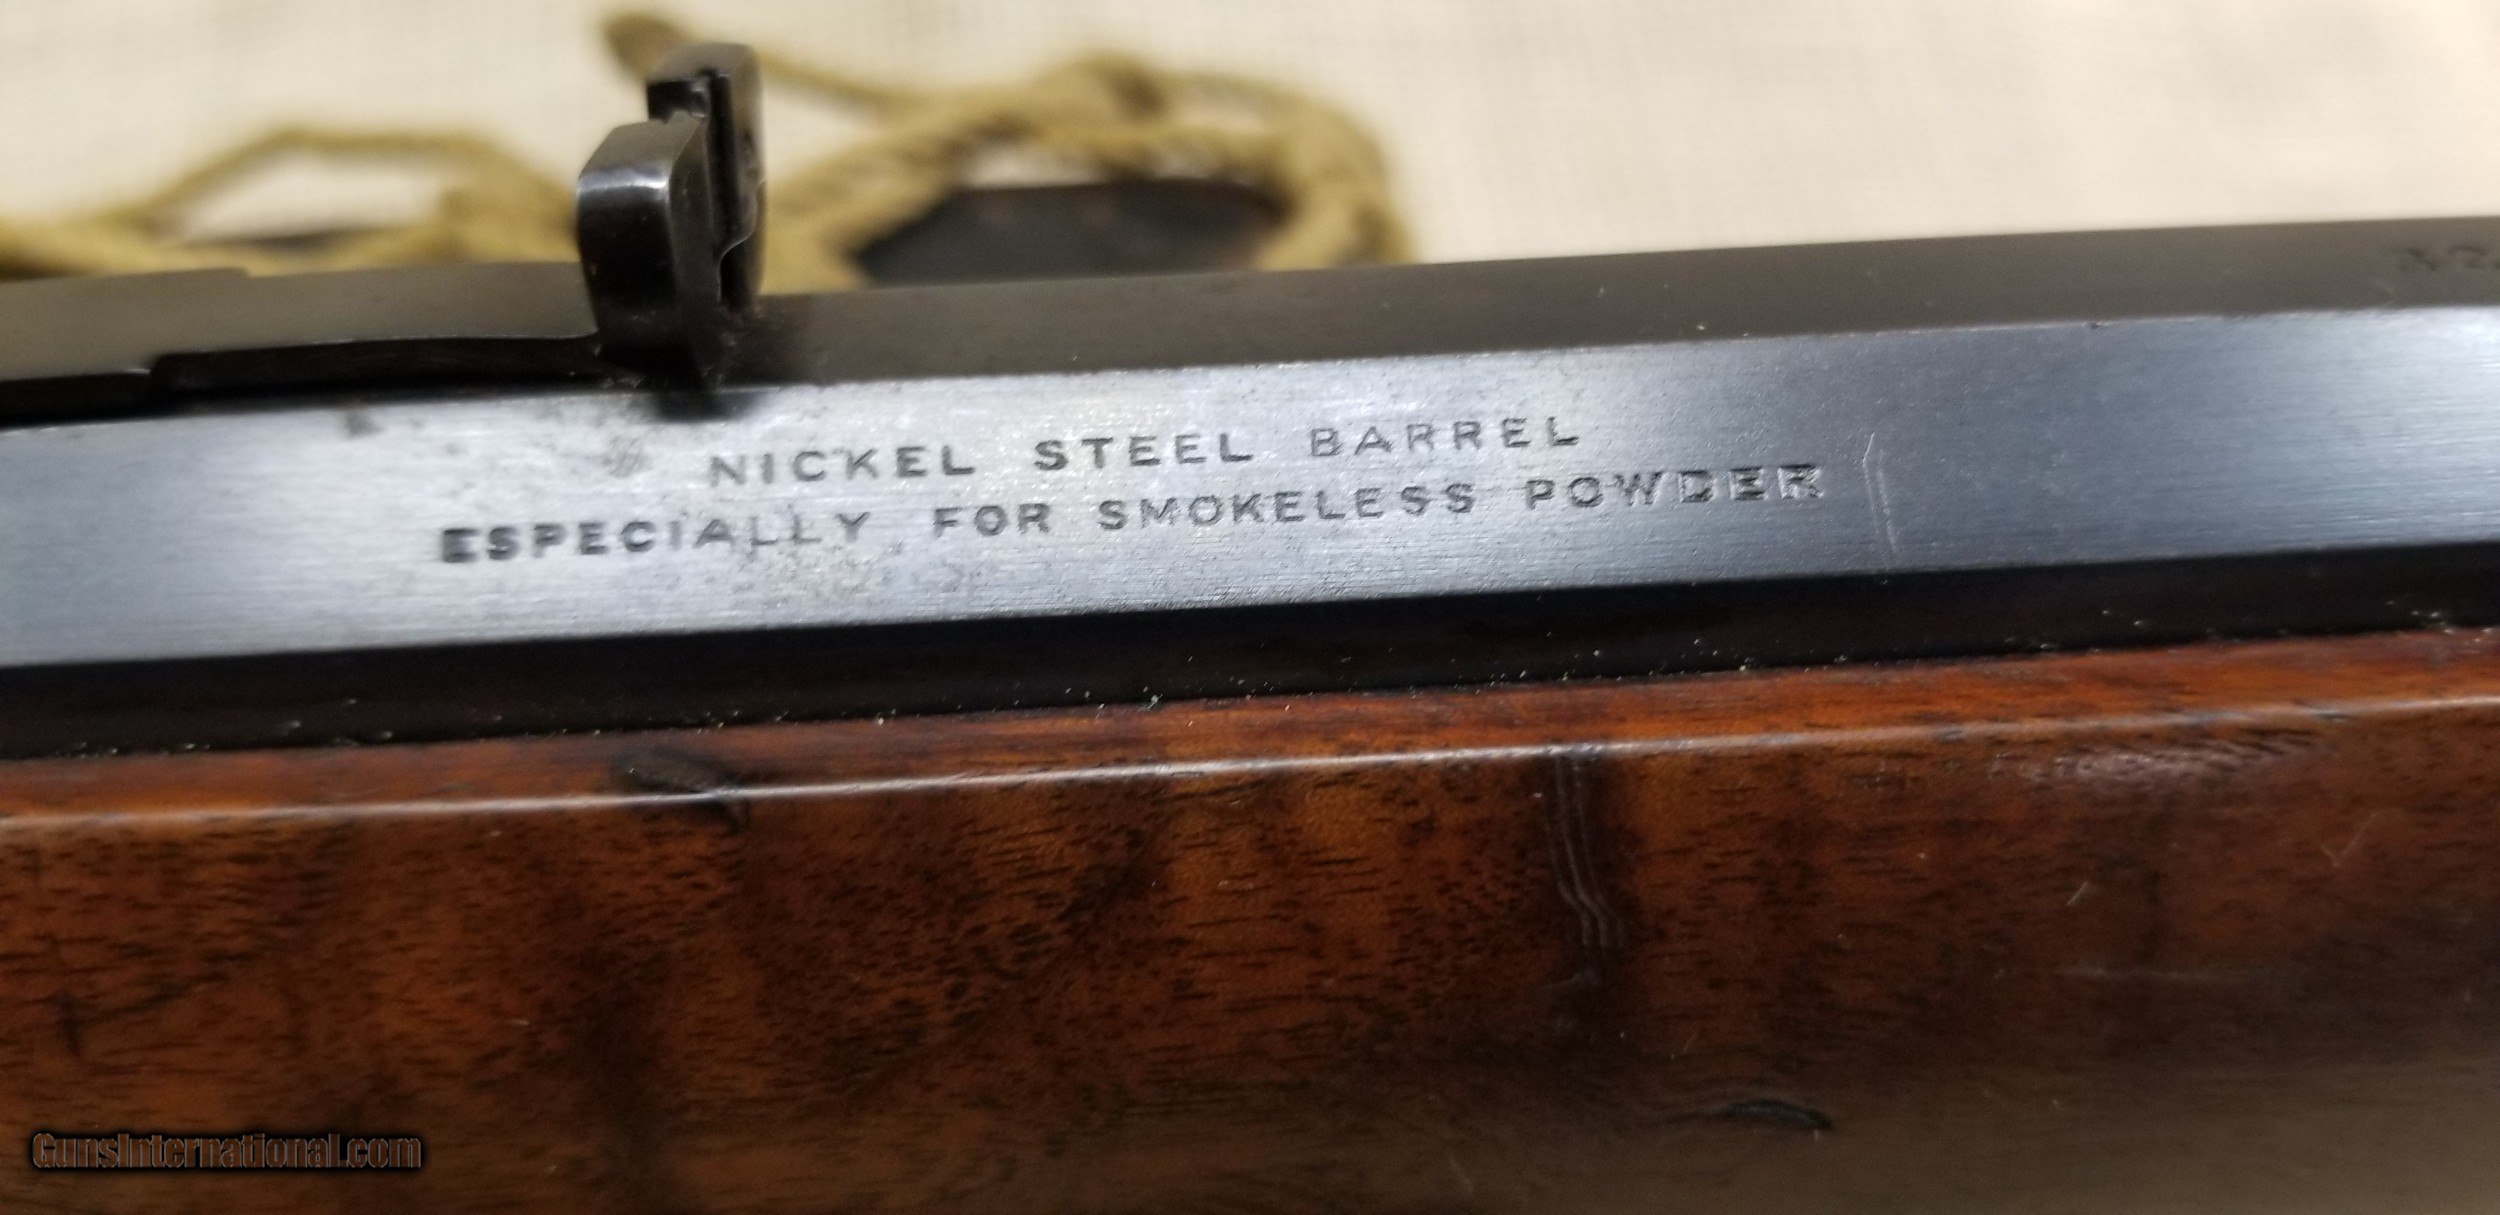 NICKEL STEEL BARREL
ESPECIALLY FOR SMOKELESS POWDER
GunsInternational.com